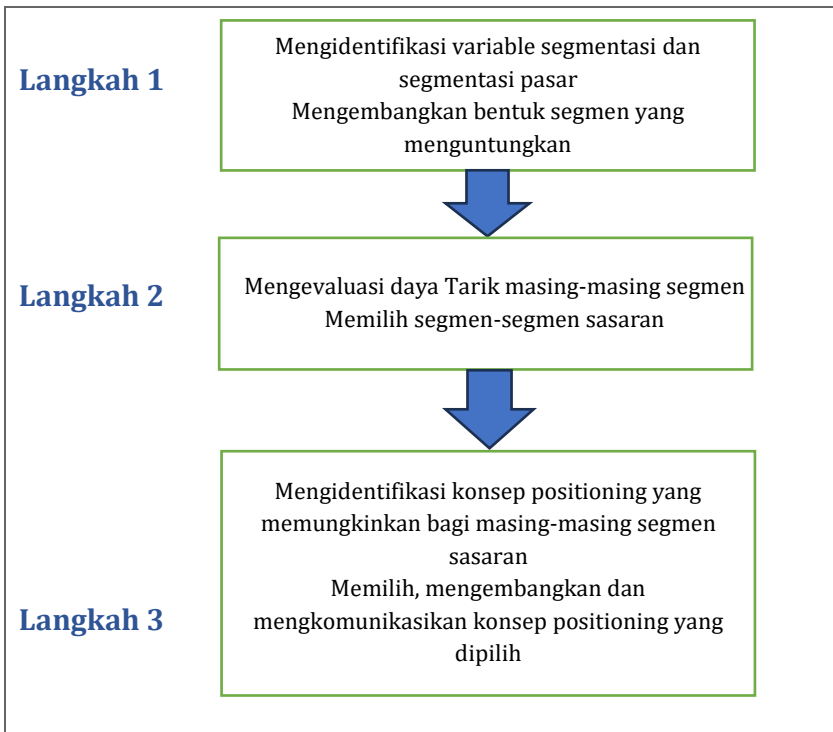 Langkah 1
Mengidentifikasi variable segmentasi dan
segmentasi pasar
Mengembangkan bentuk segmen yang
menguntungkan
Langkah 2
Mengevaluasi daya Tarik masing-masing segmen
Memilih segmen-segmen sasaran
Langkah 3
Mengidentifikasi konsep positioning yang
memungkinkan bagi masing-masing segmen
sasaran
Memilih, mengembangkan dan
mengkomunikasikan konsep positioning yang
dipilih